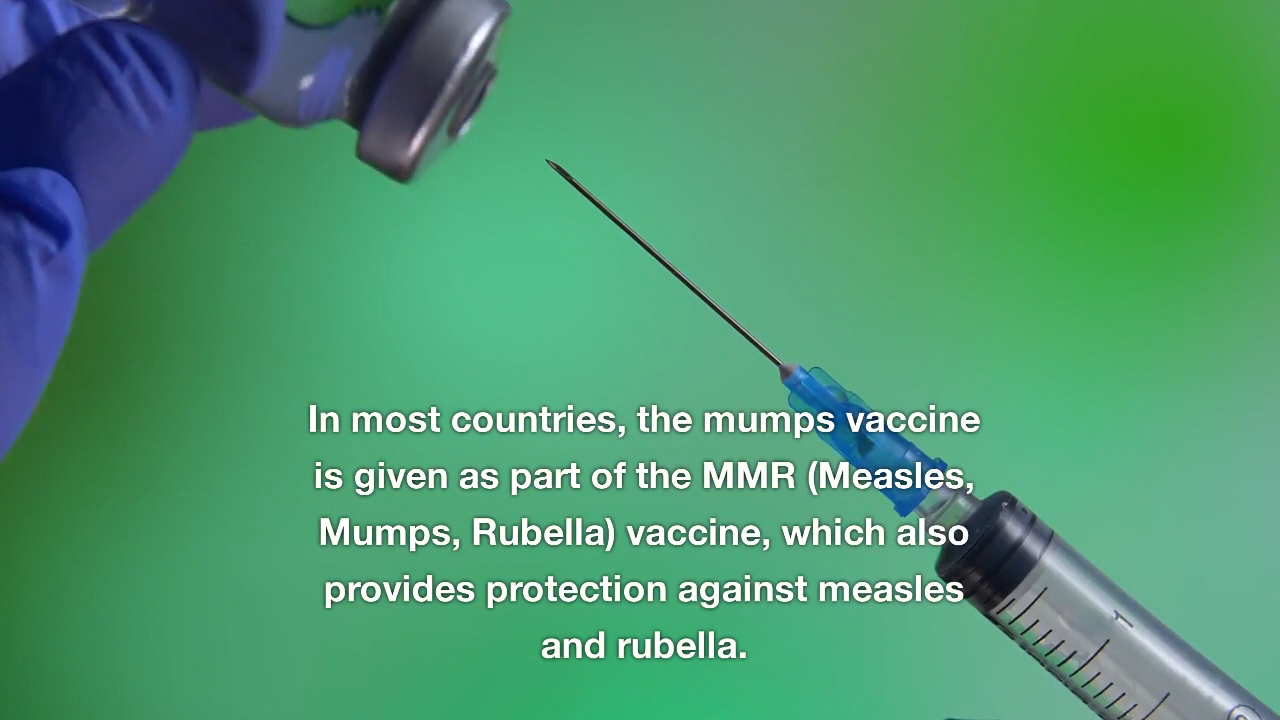 In most countries, the mumps vaccine
is given as part of the MMR (Measles,
Mumps, Rubella) vaccine, which also
provides protection against measles
and rubella.
1